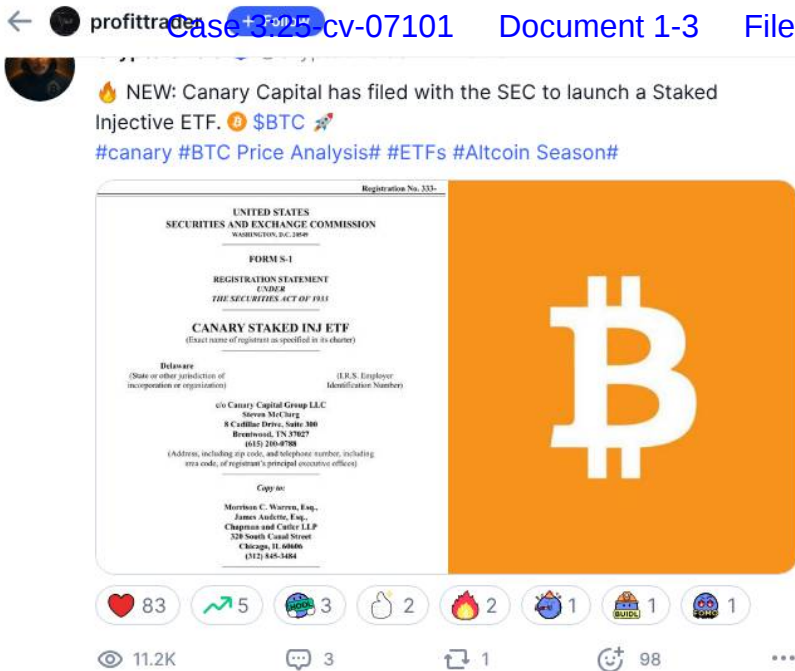 profittrader + Follow
Case 3:25-cv-07101 Document 1-3 File
🔥 NEW: Canary Capital has filed with the SEC to launch a Staked
Injective ETF. $BTC 🚀
#canary #BTC Price Analysis# #ETFs #Altcoin Season#
Registration No. 333-
UNITED STATES
SECURITIES AND EXCHANGE COMMISSION
WASHINGTON, D.C. 20549
FORM S-1
REGISTRATION STATEMENT
UNDER
THE SECURITIES ACT OF 1933
CANARY STAKED INJ ETF
(Exact name of registrant as specified in its charter)
Delaware
(State or other jurisdiction of
incorporation or organization)
(I.R.S. Employer
Identification Number)
c/o Canary Capital Group LLC
Steven McClurg
8 Cadillac Drive, Suite 300
Brentwood, TN 37027
(615) 200-0788
(Address, including zip code, and telephone number, including
area code, of registrant's principal executive offices)
Copy to:
Morrison C. Warren, Esq.,
James Audette, Esq.,
Chapman and Cutler LLP
320 South Canal Street
Chicago, IL 60606
(312) 845-3484
83 5 HODL 3 2 2 1 BUIDL 1 FOMO 1
11.2K 3 1 98